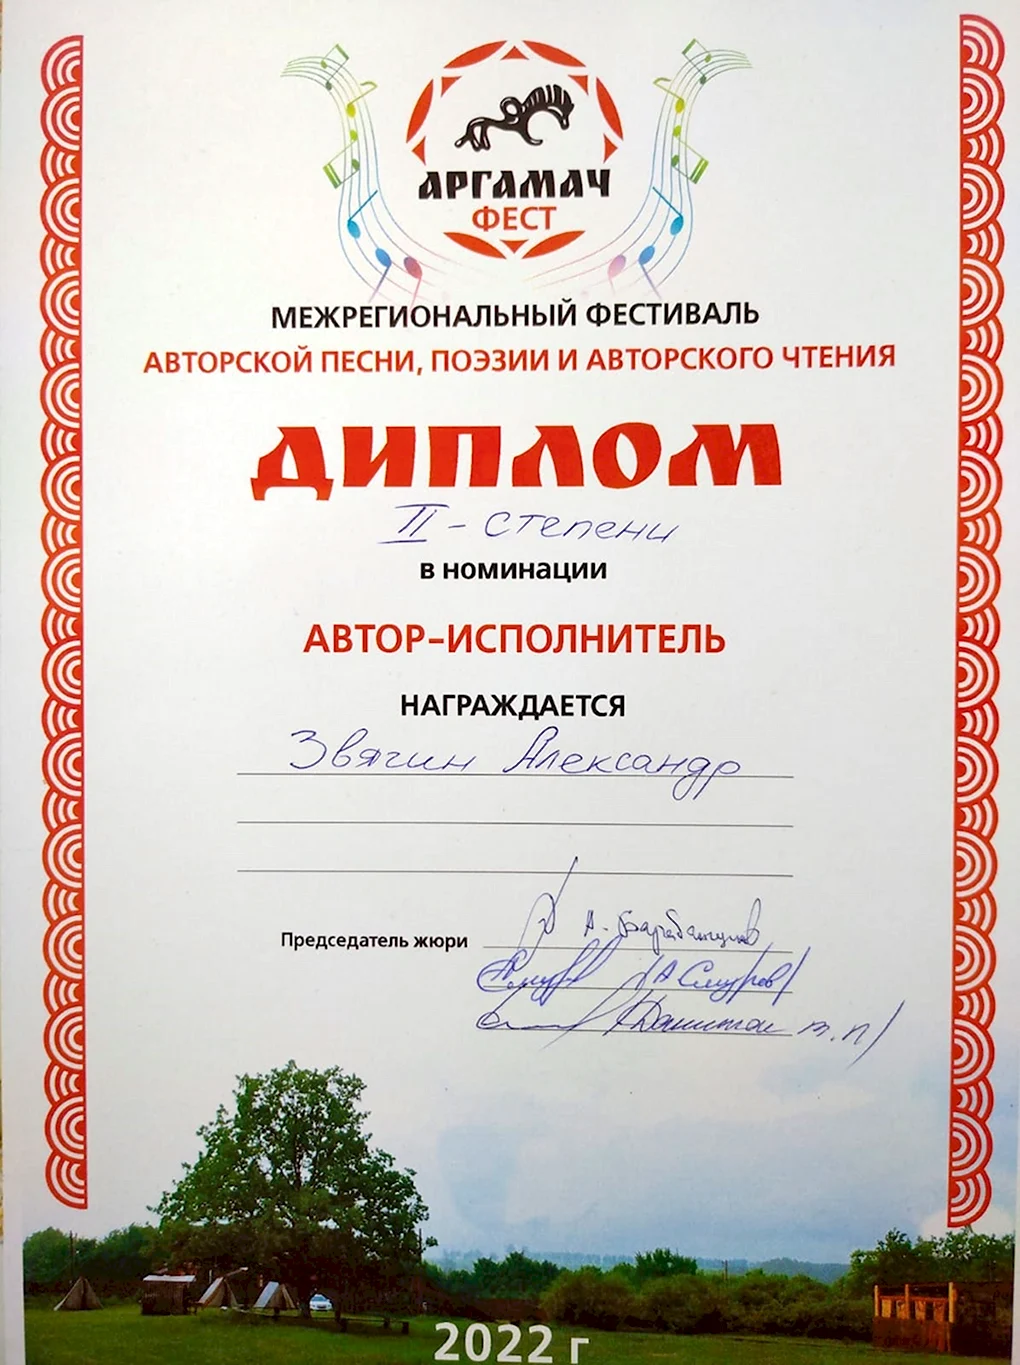 АРГАМАЧ
ФЕСТ
МЕЖРЕГИОНАЛЬНЫЙ ФЕСТИВАЛЬ
АВТОРСКОЙ ПЕСНИ, ПОЭЗИИ И АВТОРСКОГО ЧТЕНИЯ
ДИПЛОМ
II - степени
в номинации
АВТОР-ИСПОЛНИТЕЛЬ
НАГРАЖДАЕТСЯ
Звягин Александр
Председатель жюри А.
2022 г